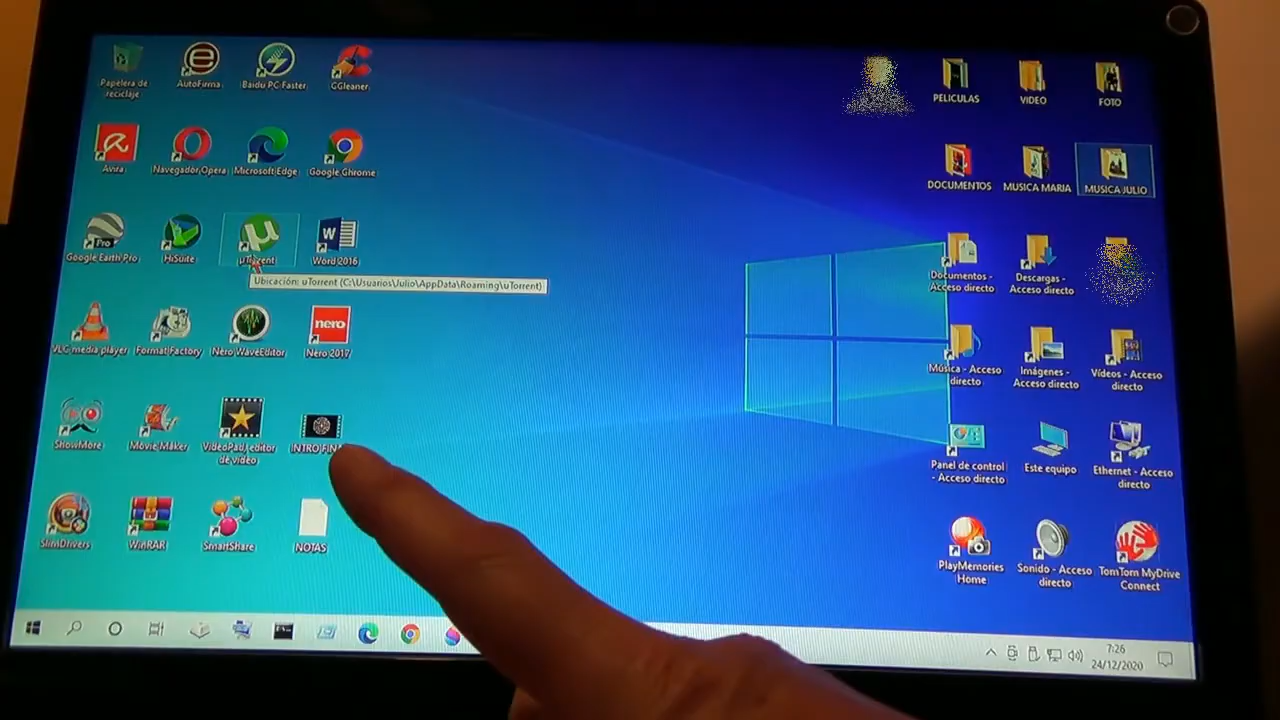 Papelera de
reciclaje
AutoFirma
Baidu PC Faster
CCleaner
PELICULAS
VIDEO
FOTO
Avira
Navegador Opera
Microsoft Edge
Google Chrome
DOCUMENTOS
MUSICA MARIA
MUSICA JULIO
Google Earth Pro
Pro
HiSuite
µTorrent
Word 2016
Ubicación: uTorrent (C:\Usuarios\Julio\AppData\Roaming\uTorrent)
Documentos -
Acceso directo
Descargas -
Acceso directo
VLC media player
Format Factory
Nero WaveEditor
nero
Nero 2017
Música - Acceso
directo
Imágenes -
Acceso directo
Vídeos - Acceso
directo
ShowMore
Movie Maker
VideoPad, editor
de vídeo
INTRO
Panel de control
- Acceso directo
Este equipo
Ethernet - Acceso
directo
SlimDrivers
WinRAR
SmartShare
NOTAS
PlayMemories
Home
Sonido - Acceso
directo
TomTom MyDrive
Connect
7:26
24/12/2020